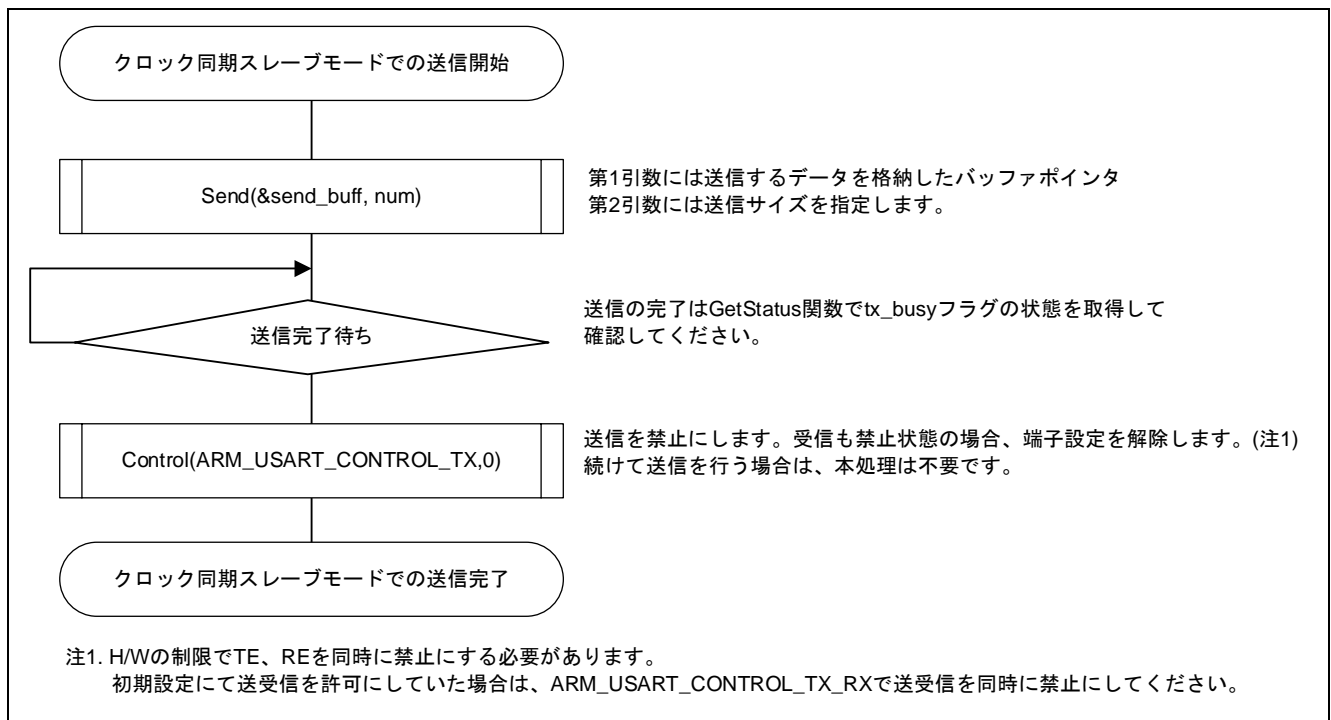 クロック同期スレーブモードでの送信開始
Send(&send_buff, num)
第1引数には送信するデータを格納したバッファポインタ
第2引数には送信サイズを指定します。
送信完了待ち
送信の完了はGetStatus関数でtx_busyフラグの状態を取得して
確認してください。
Control(ARM_USART_CONTROL_TX,0)
送信を禁止にします。受信も禁止状態の場合、端子設定を解除します。(注1)
続けて送信を行う場合は、本処理は不要です。
クロック同期スレーブモードでの送信完了
注1. H/Wの制限でTE、REを同時に禁止にする必要があります。
初期設定にて送受信を許可にしていた場合は、ARM_USART_CONTROL_TX_RXで送受信を同時に禁止にしてください。